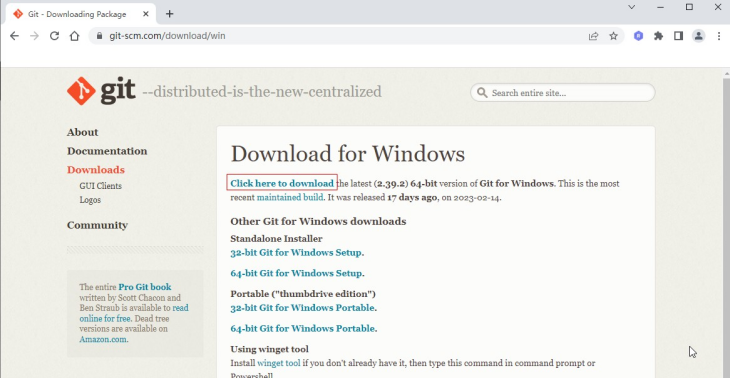 Git - Downloading Package
git-scm.com/download/win
git --distributed-is-the-new-centralized
Search entire site...
About
Documentation
Downloads
GUI Clients
Logos
Community
The entire Pro Git book
written by Scott Chacon and
Ben Straub is available to read
online for free. Dead tree
versions are available on
Amazon.com.
Download for Windows
Click here to download the latest (2.39.2) 64-bit version of Git for Windows. This is the most
recent maintained build. It was released 17 days ago, on 2023-02-14.
Other Git for Windows downloads
Standalone Installer
32-bit Git for Windows Setup.
64-bit Git for Windows Setup.
Portable ("thumbdrive edition")
32-bit Git for Windows Portable.
64-bit Git for Windows Portable.
Using winget tool
Install winget tool if you don't already have it, then type this command in command prompt or
Powershell.